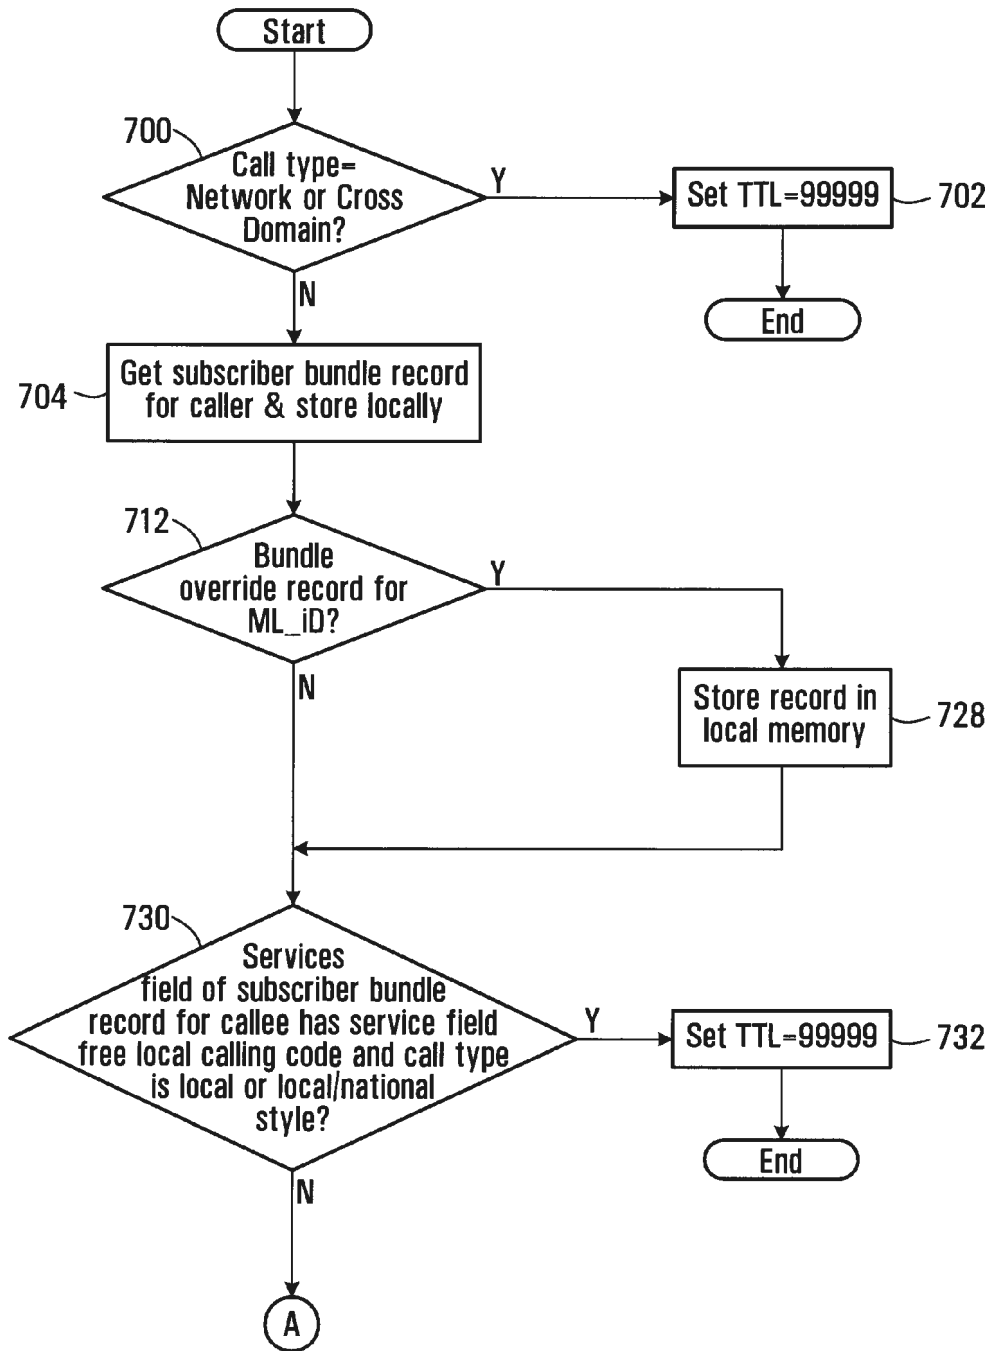 Start
700
Call type=
Network or Cross
Domain?
Y
Set TTL=99999
702
N
End
Get subscriber bundle record
for caller & store locally
704
712
Bundle
override record for
ML_iD?
Y
N
Store record in
local memory
728
730
Services
field of subscriber bundle
record for callee has service field
free local calling code and call type
is local or local/national
style?
Y
Set TTL=99999
732
End
N
A